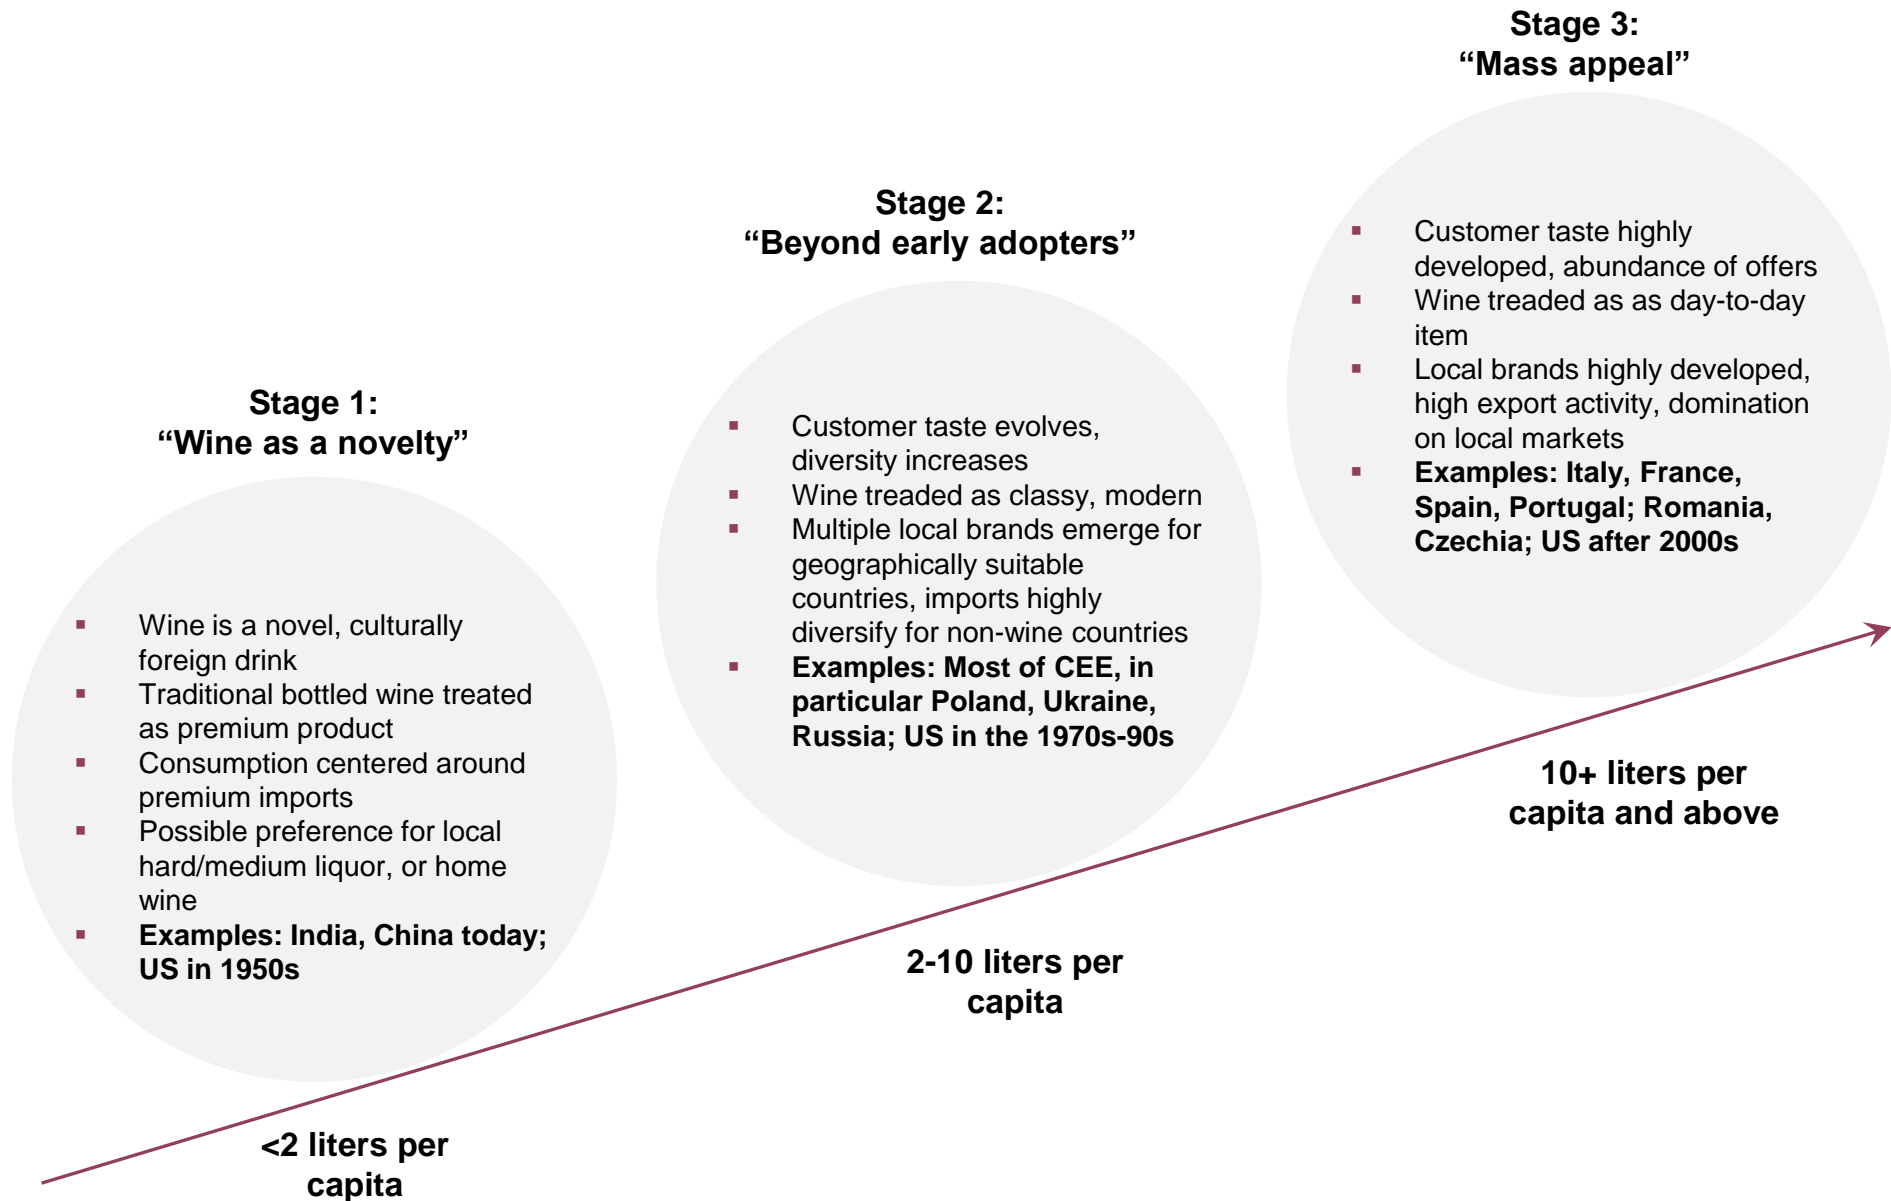 Stage 1:
“Wine as a novelty”
▪ Wine is a novel, culturally
foreign drink
▪ Traditional bottled wine treated
as premium product
▪ Consumption centered around
premium imports
▪ Possible preference for local
hard/medium liquor, or home
wine
▪ Examples: India, China today;
US in 1950s
<2 liters per
capita
Stage 2:
“Beyond early adopters”
▪ Customer taste evolves,
diversity increases
▪ Wine treaded as classy, modern
▪ Multiple local brands emerge for
geographically suitable
countries, imports highly
diversify for non-wine countries
▪ Examples: Most of CEE, in
particular Poland, Ukraine,
Russia; US in the 1970s-90s
2-10 liters per
capita
Stage 3:
“Mass appeal”
▪ Customer taste highly
developed, abundance of offers
▪ Wine treaded as as day-to-day
item
▪ Local brands highly developed,
high export activity, domination
on local markets
▪ Examples: Italy, France,
Spain, Portugal; Romania,
Czechia; US after 2000s
10+ liters per
capita and above